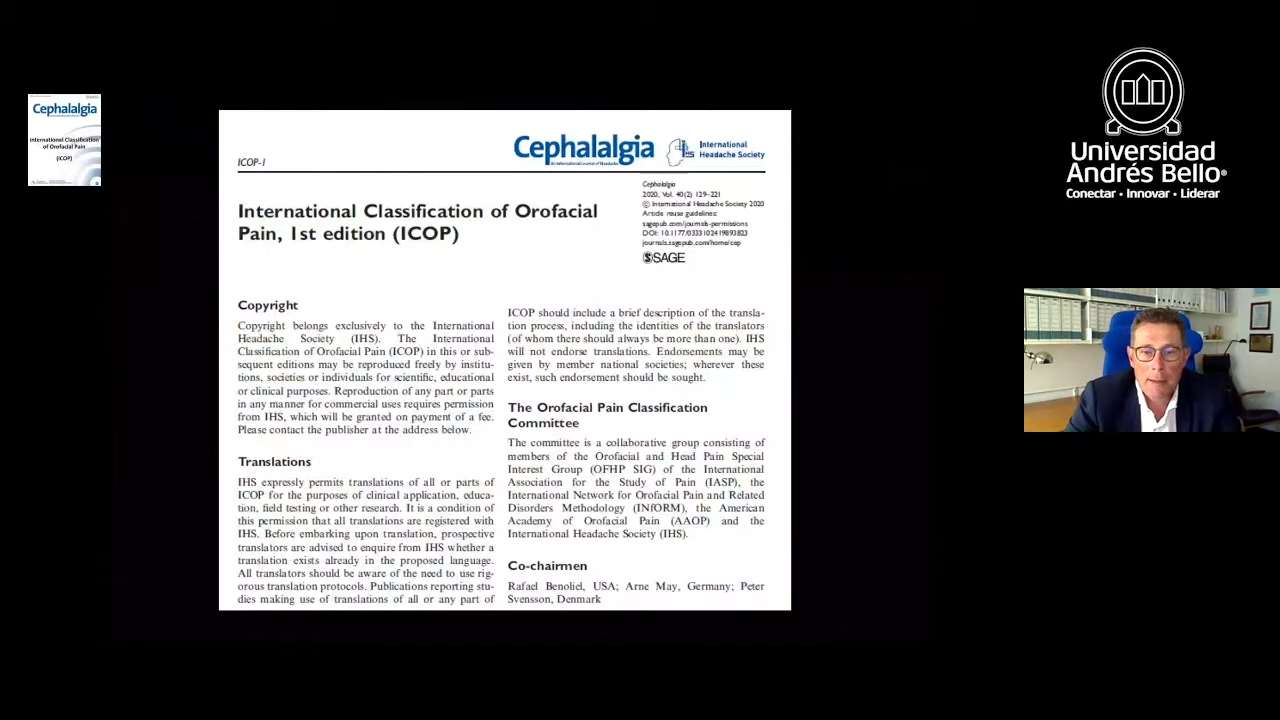 Cephalalgia
International Classification
of Orofacial Pain
(ICOP)
ICOP-1
Cephalalgia
An International Journal of Headache
International
Headache Society
Cephalalgia
2020, Vol. 40(2) 129–221
© International Headache Society 2020
Article reuse guidelines:
sagepub.com/journals-permissions
DOI: 10.1177/0333102419893823
journals.sagepub.com/home/cep
SAGE
International Classification of Orofacial
Pain, 1st edition (ICOP)
Copyright
Copyright belongs exclusively to the International
Headache Society (IHS). The International
Classification of Orofacial Pain (ICOP) in this or sub-
sequent editions may be reproduced freely by institu-
tions, societies or individuals for scientific, educational
or clinical purposes. Reproduction of any part or parts
in any manner for commercial uses requires permission
from IHS, which will be granted on payment of a fee.
Please contact the publisher at the address below.
Translations
IHS expressly permits translations of all or parts of
ICOP for the purposes of clinical application, educa-
tion, field testing or other research. It is a condition of
this permission that all translations are registered with
IHS. Before embarking upon translation, prospective
translators are advised to enquire from IHS whether a
translation exists already in the proposed language.
All translators should be aware of the need to use rig-
orous translation protocols. Publications reporting stu-
dies making use of translations of all or any part of
ICOP should include a brief description of the transla-
tion process, including the identities of the translators
(of whom there should always be more than one). IHS
will not endorse translations. Endorsements may be
given by member national societies; wherever these
exist, such endorsement should be sought.
The Orofacial Pain Classification
Committee
The committee is a collaborative group consisting of
members of the Orofacial and Head Pain Special
Interest Group (OFHP SIG) of the International
Association for the Study of Pain (IASP), the
International Network for Orofacial Pain and Related
Disorders Methodology (INfORM), the American
Academy of Orofacial Pain (AAOP) and the
International Headache Society (IHS).
Co-chairmen
Rafael Benoliel, USA; Arne May, Germany; Peter
Svensson, Denmark
Universidad
Andrés Bello®
Conectar • Innovar • Liderar